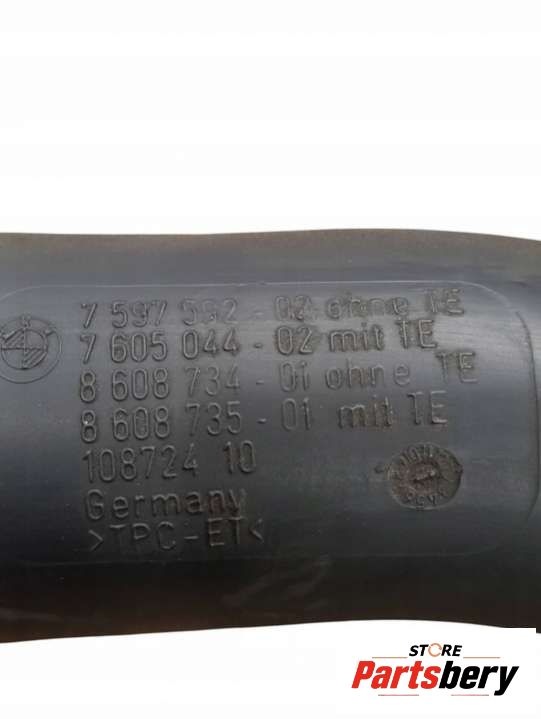 7 597 592 - 02 ohne TE
7 605 044 - 02 mit TE
8 608 734 - 01 ohne TE
8 608 735 - 01 mit TE
108724 10
Germany
>TPC-ET<
STORE
Partsbery